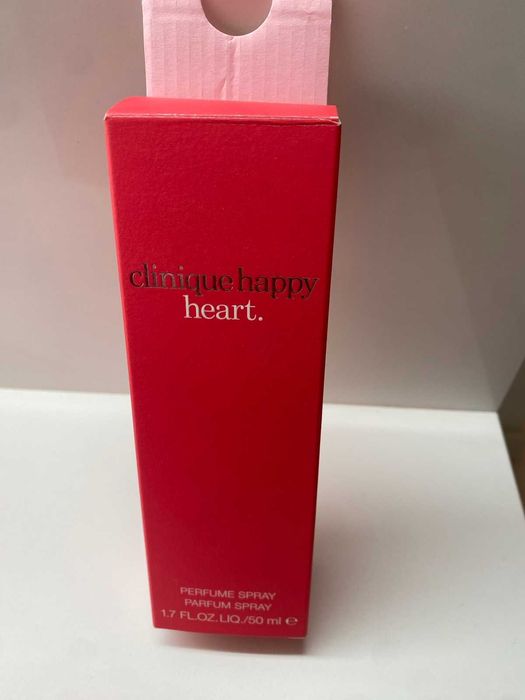 clinique happy
heart.
PERFUME SPRAY
PARFUM SPRAY
1.7 FL.OZ.LIQ./50 ml ℮